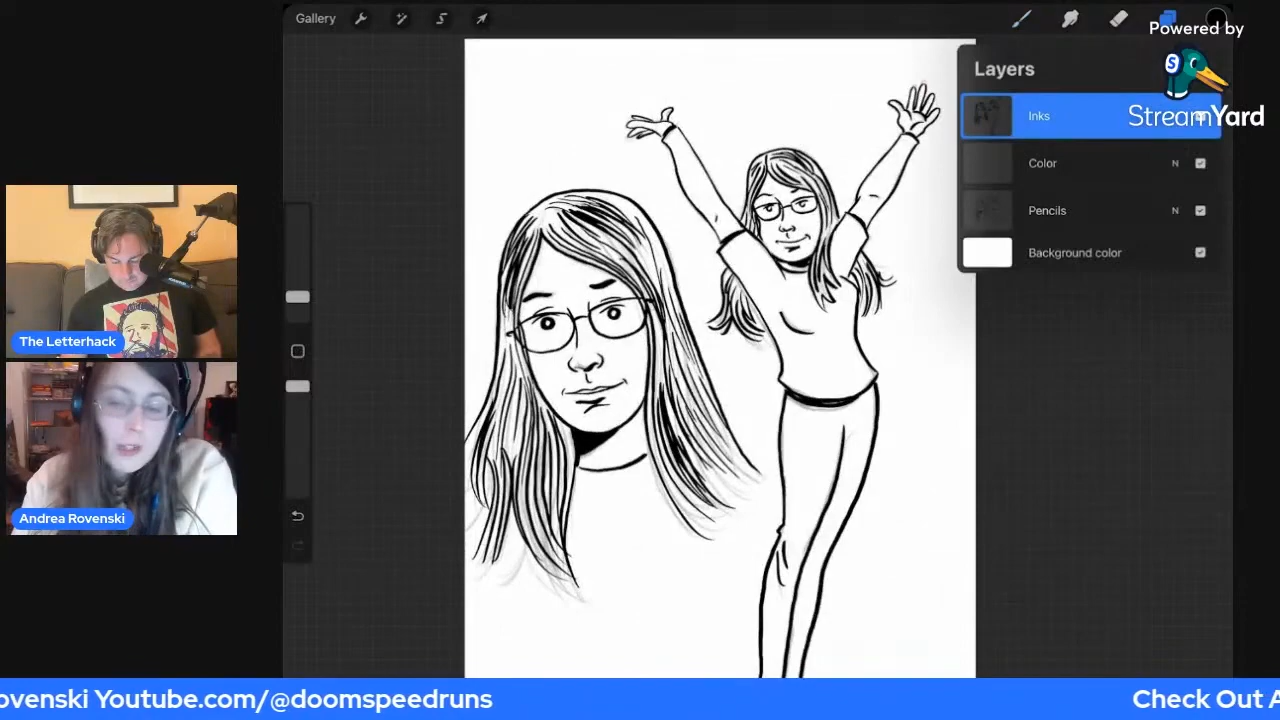 Gallery
Powered by
StreamYard
Layers
Inks
Color
N
Pencils
N
Background color
The Letterhack
Andrea Rovenski
ovenski Youtube.com/@doomspeedruns
Check Out A